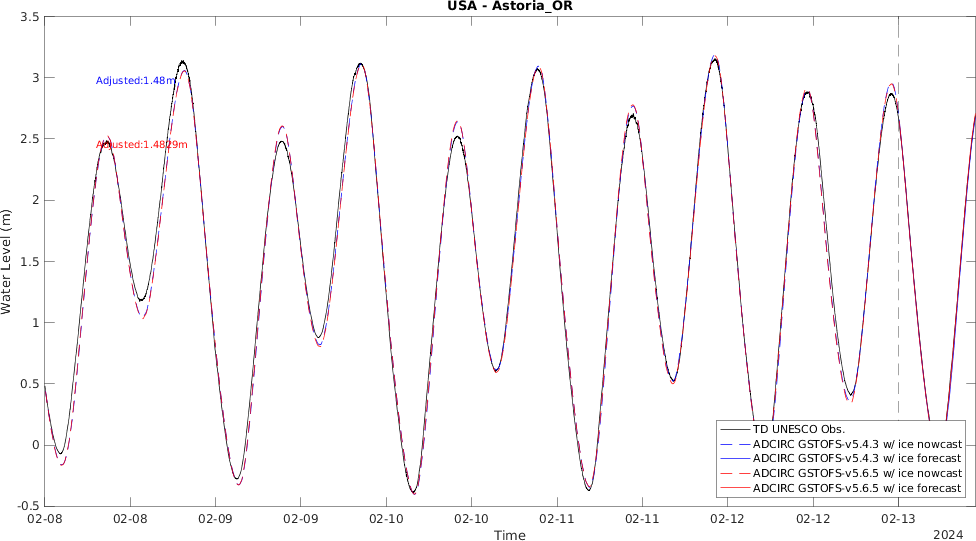 USA - Astoria_OR
3.5
3
2.5
2
1.5
1
0.5
0
-0.5
Water Level (m)
Adjusted:1.48m
Adjusted:1.4829m
TD UNESCO Obs.
ADCIRC GSTOFS-v5.4.3 w/ ice nowcast
ADCIRC GSTOFS-v5.4.3 w/ ice forecast
ADCIRC GSTOFS-v5.6.5 w/ ice nowcast
ADCIRC GSTOFS-v5.6.5 w/ ice forecast
02-08 02-08 02-09 02-09 02-10 02-10 02-11 02-11 02-12 02-12 02-13
Time
2024